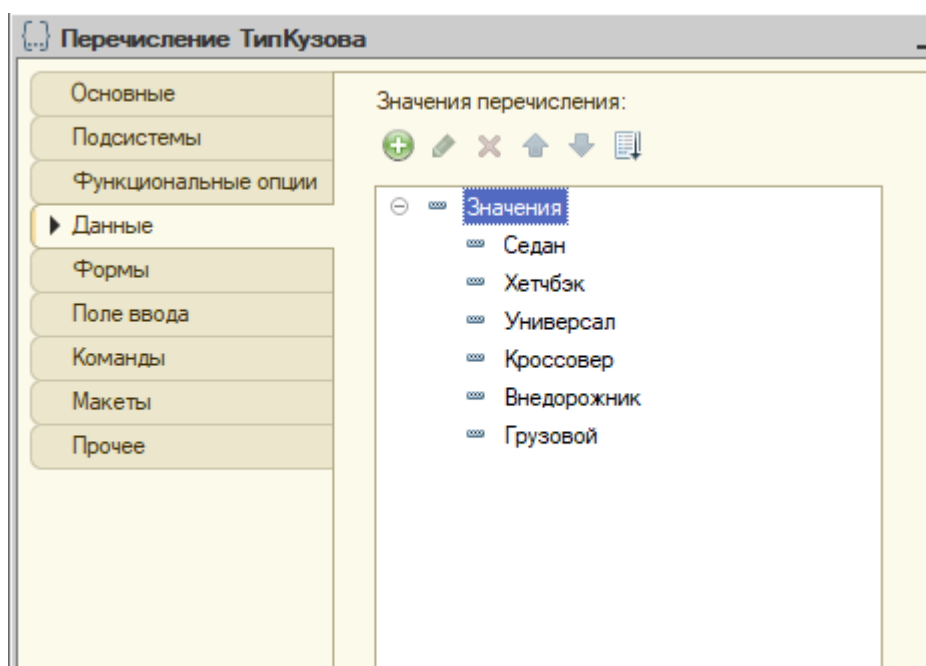 Перечисление ТипКузова
Основные
Подсистемы
Функциональные опции
Данные
Формы
Поле ввода
Команды
Макеты
Прочее
Значения перечисления:
Значения
Седан
Хетчбэк
Универсал
Кроссовер
Внедорожник
Грузовой